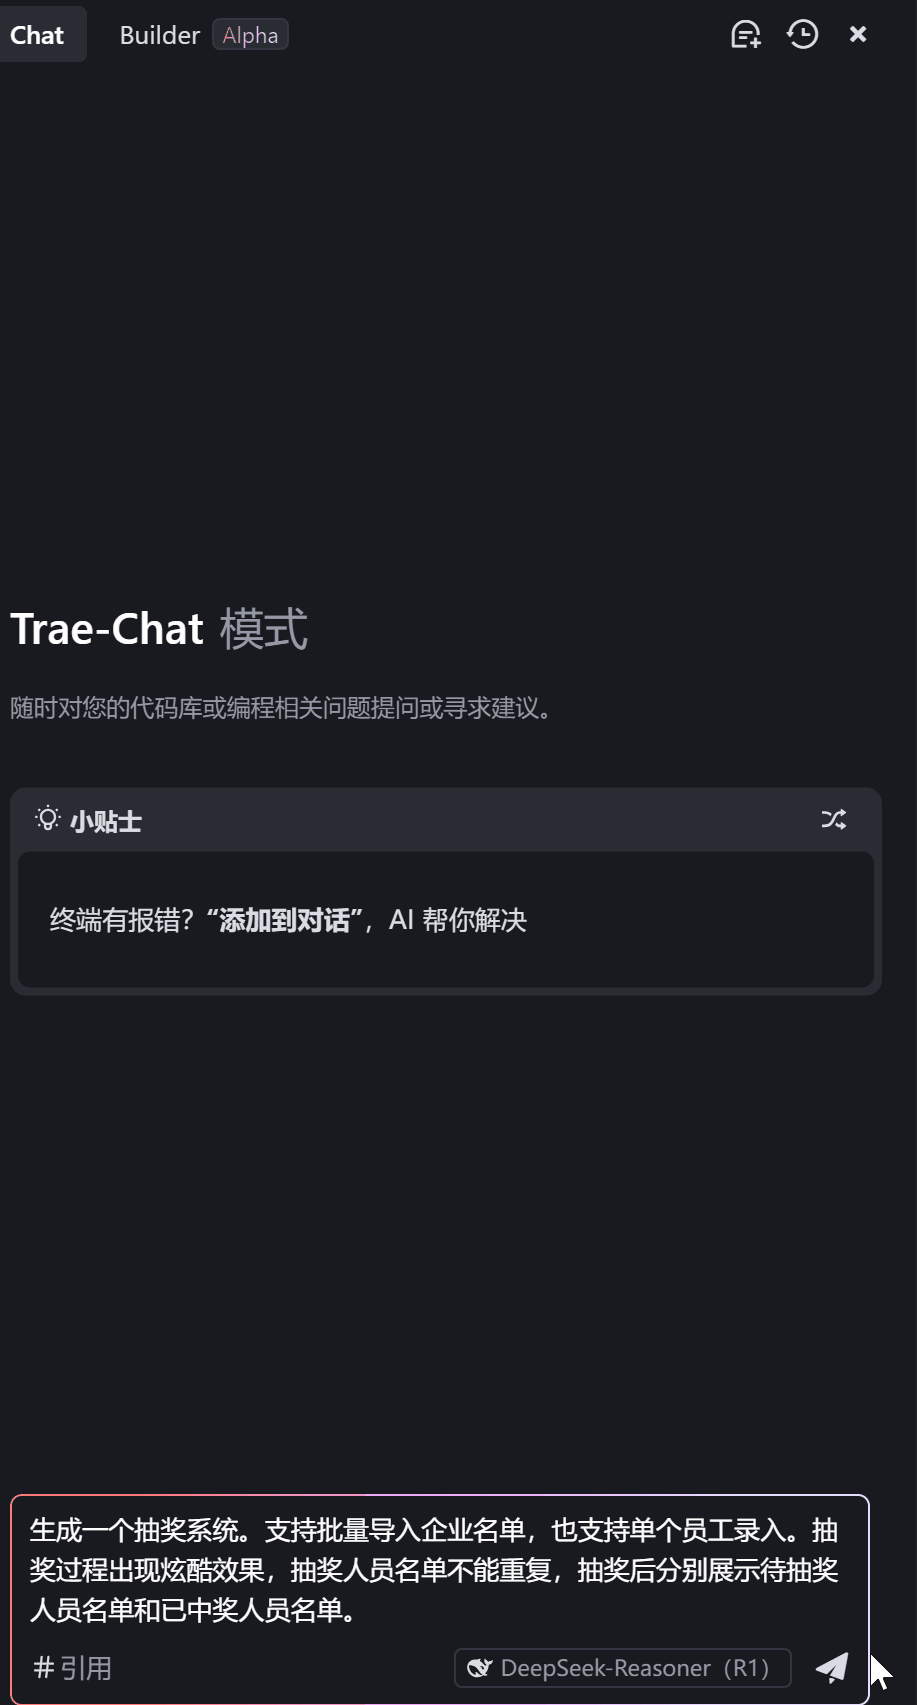 Chat Builder Alpha
Trae-Chat 模式
随时对您的代码库或编程相关问题提问或寻求建议。
小贴士
终端有报错？“添加到对话”，AI 帮你解决
生成一个抽奖系统。支持批量导入企业名单，也支持单个员工录入。抽
奖过程出现炫酷效果，抽奖人员名单不能重复，抽奖后分别展示待抽奖
人员名单和已中奖人员名单。
#引用 DeepSeek-Reasoner（R1）